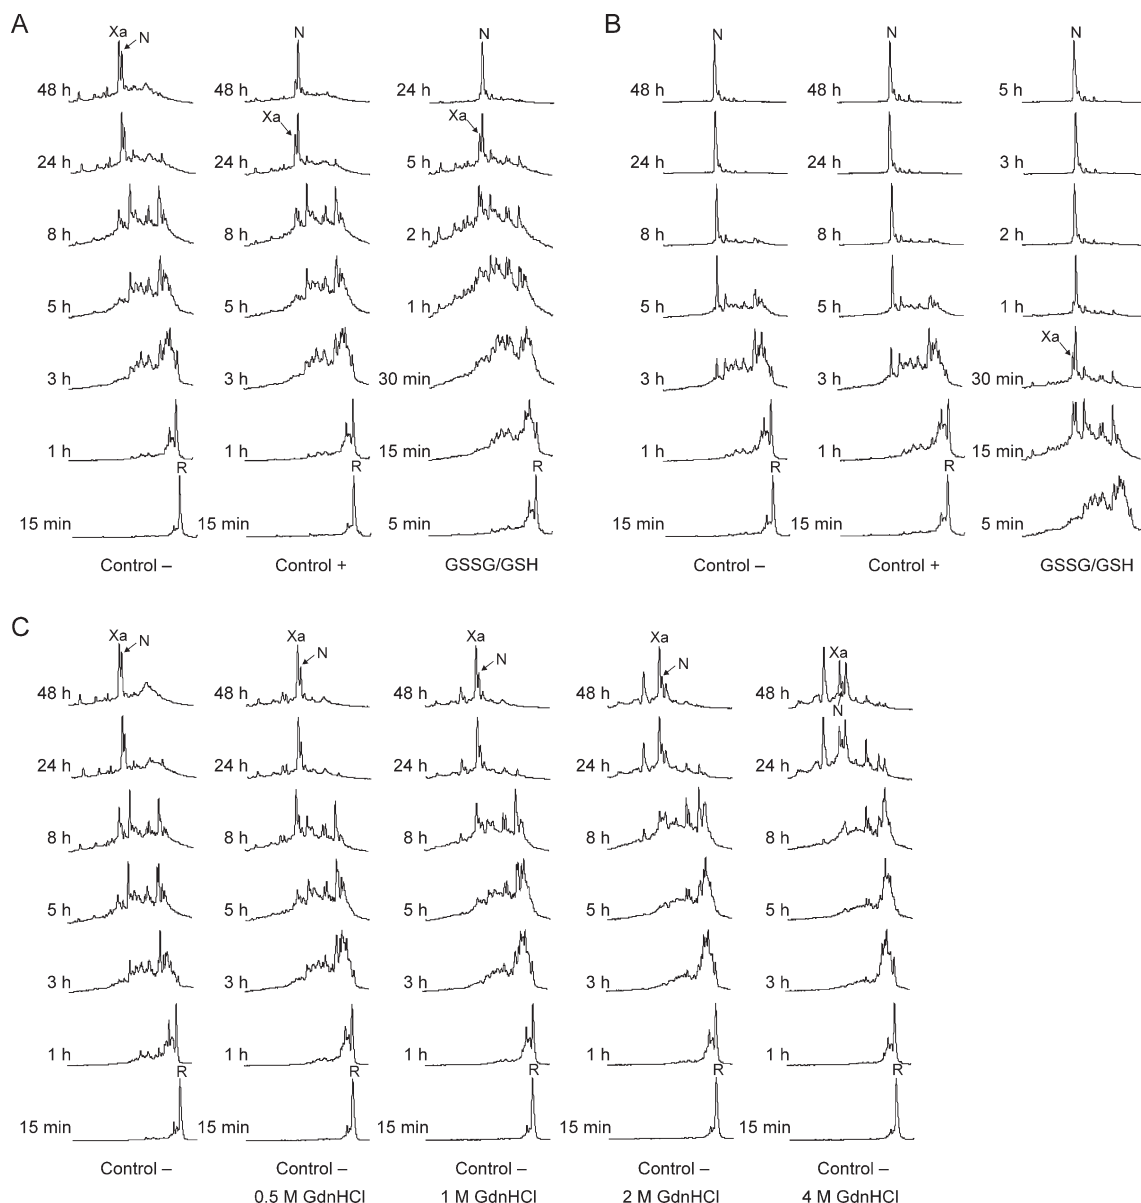 A
Xa
N
N
N
48 h
48 h
24 h
Xa
Xa
24 h
24 h
5 h
8 h
8 h
2 h
5 h
5 h
1 h
3 h
3 h
30 min
1 h
1 h
15 min
R
R
R
15 min
15 min
5 min
Control –
Control +
GSSG/GSH
B
N
N
N
48 h
48 h
5 h
24 h
24 h
3 h
8 h
8 h
2 h
5 h
5 h
1 h
Xa
3 h
3 h
30 min
1 h
1 h
15 min
R
R
15 min
15 min
5 min
Control –
Control +
GSSG/GSH
C
Xa
N
Xa
N
Xa
N
Xa
N
Xa
N
48 h
48 h
48 h
48 h
48 h
24 h
24 h
24 h
24 h
24 h
8 h
8 h
8 h
8 h
8 h
5 h
5 h
5 h
5 h
5 h
3 h
3 h
3 h
3 h
3 h
1 h
1 h
1 h
1 h
1 h
R
R
R
R
R
15 min
15 min
15 min
15 min
15 min
Control –
Control –
Control –
Control –
Control –
0.5 M GdnHCl
1 M GdnHCl
2 M GdnHCl
4 M GdnHCl